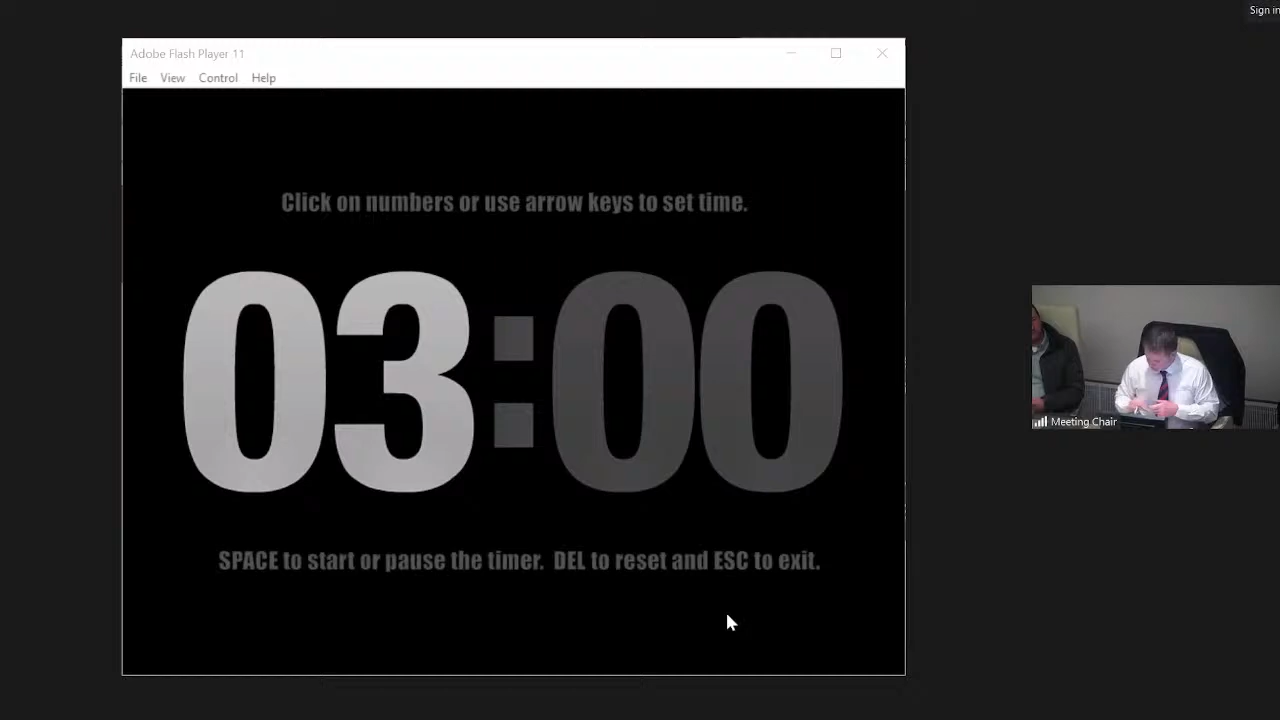 Sign in
Adobe Flash Player 11
File View Control Help
Click on numbers or use arrow keys to set time.
03:00
Meeting Chair
SPACE to start or pause the timer. DEL to reset and ESC to exit.